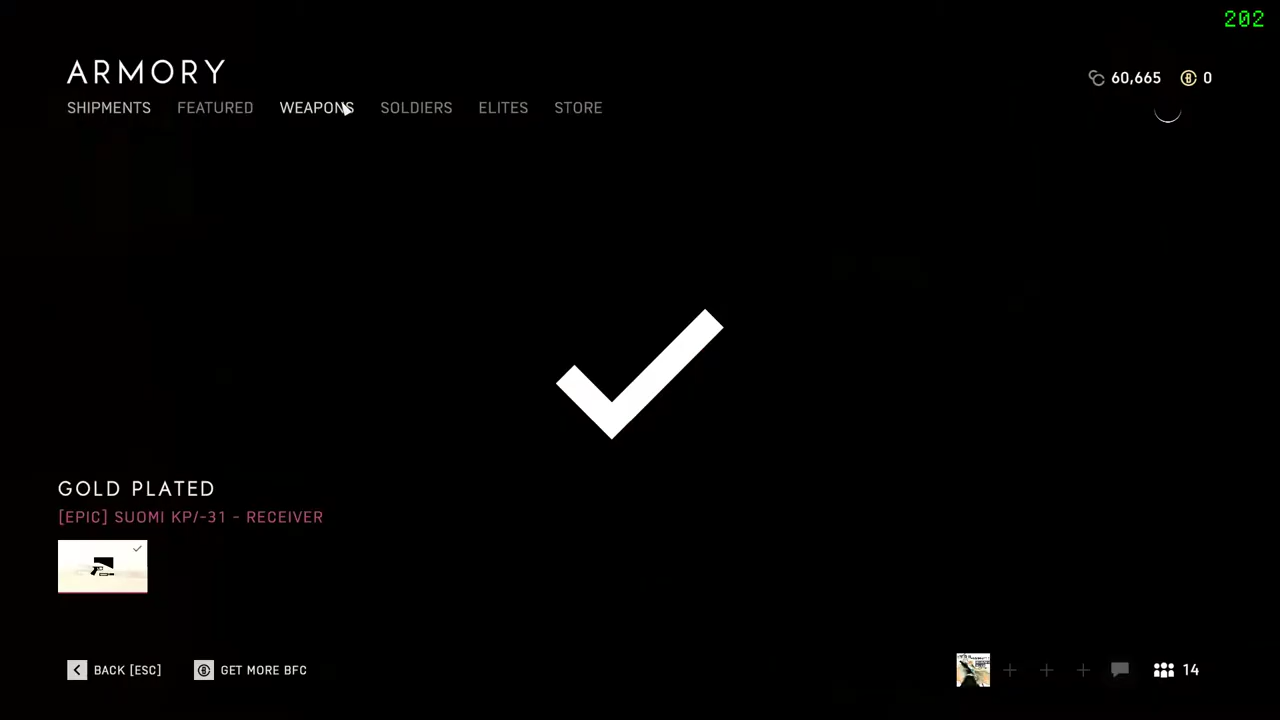 202
ARMORY
60,665 0
SHIPMENTS FEATURED WEAPONS SOLDIERS ELITES STORE
GOLD PLATED
[EPIC] SUOMI KP/-31 - RECEIVER
BACK [ESC] GET MORE BFC
14